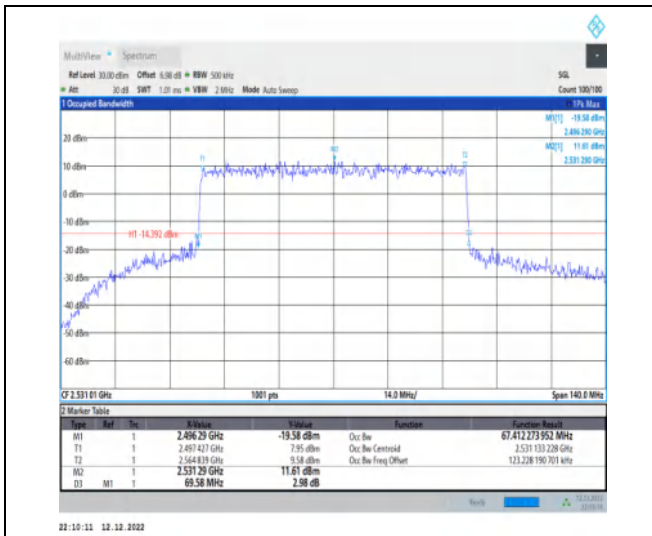 MultiView Spectrum
Ref Level 30.00 dBm Offset 6.98 dB RBW 500 kHz SGL
Att 30 dB SWT 1.01 ms VBW 2 MHz Mode Auto Sweep Count 100/100
1 Occupied Bandwidth 1Pk Max
M1[1] -19.58 dBm
2.496 290 GHz
M2[1] 11.61 dBm
2.531 290 GHz
20 dBm
T1 M2
10 dBm
0 dBm
-10 dBm
H1 -14.392 dBm
-20 dBm
-30 dBm
-40 dBm
-50 dBm
-60 dBm
CF 2.531 01 GHz 1001 pts 14.0 MHz/ Span 140.0 MHz
2 Marker Table
Type Ref Trc X-Value Y-Value Function Function Result
M1 1 2.496 29 GHz -19.58 dBm Occ Bw 67.412 273 952 MHz
T1 1 2.497 427 GHz 7.95 dBm Occ Bw Centroid 2.531 133 228 GHz
T2 1 2.564 839 GHz 9.58 dBm Occ Bw Freq Offset 123.228 190 701 kHz
M2 1 2.531 29 GHz 11.61 dBm
D3 M1 1 69.58 MHz 2.98 dB
Ready
22:10:11 12.12.2022